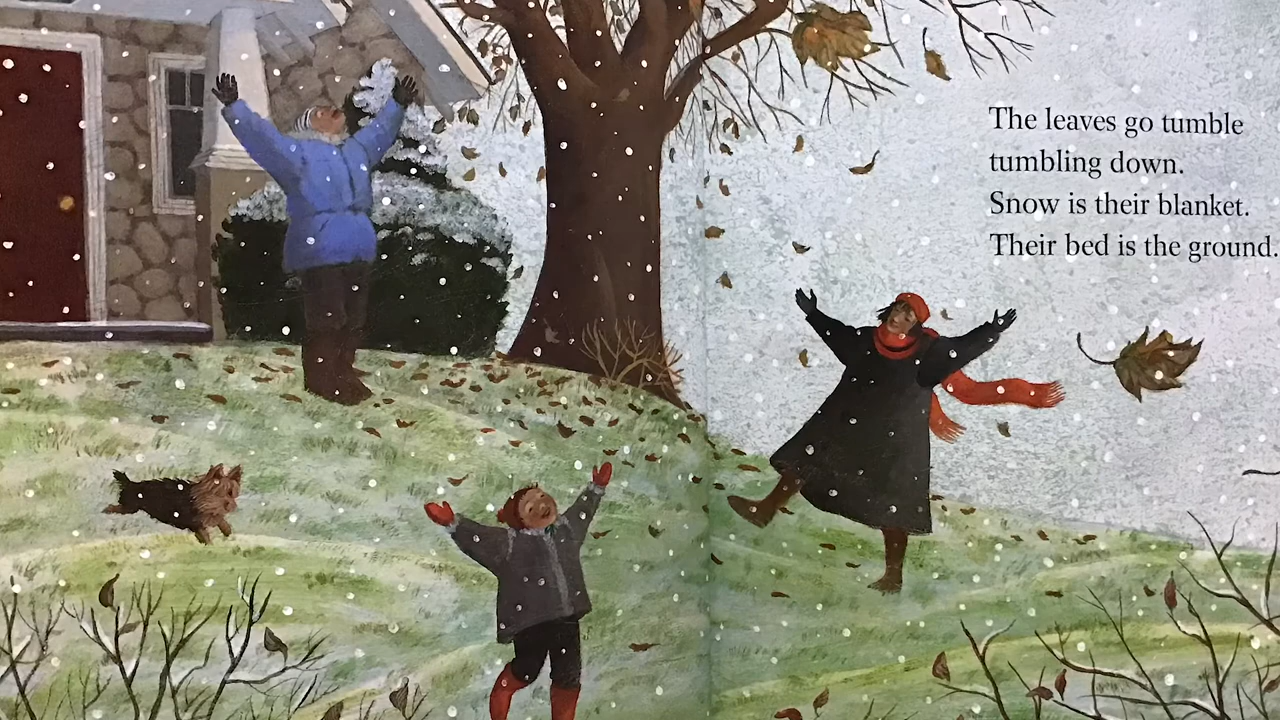 The leaves go tumble
tumbling down.
Snow is their blanket.
Their bed is the ground.